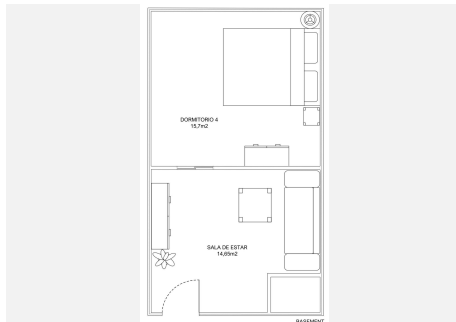 DORMITORIO 4
15,7m2
SALA DE ESTAR
14,65m2
BASEMENT